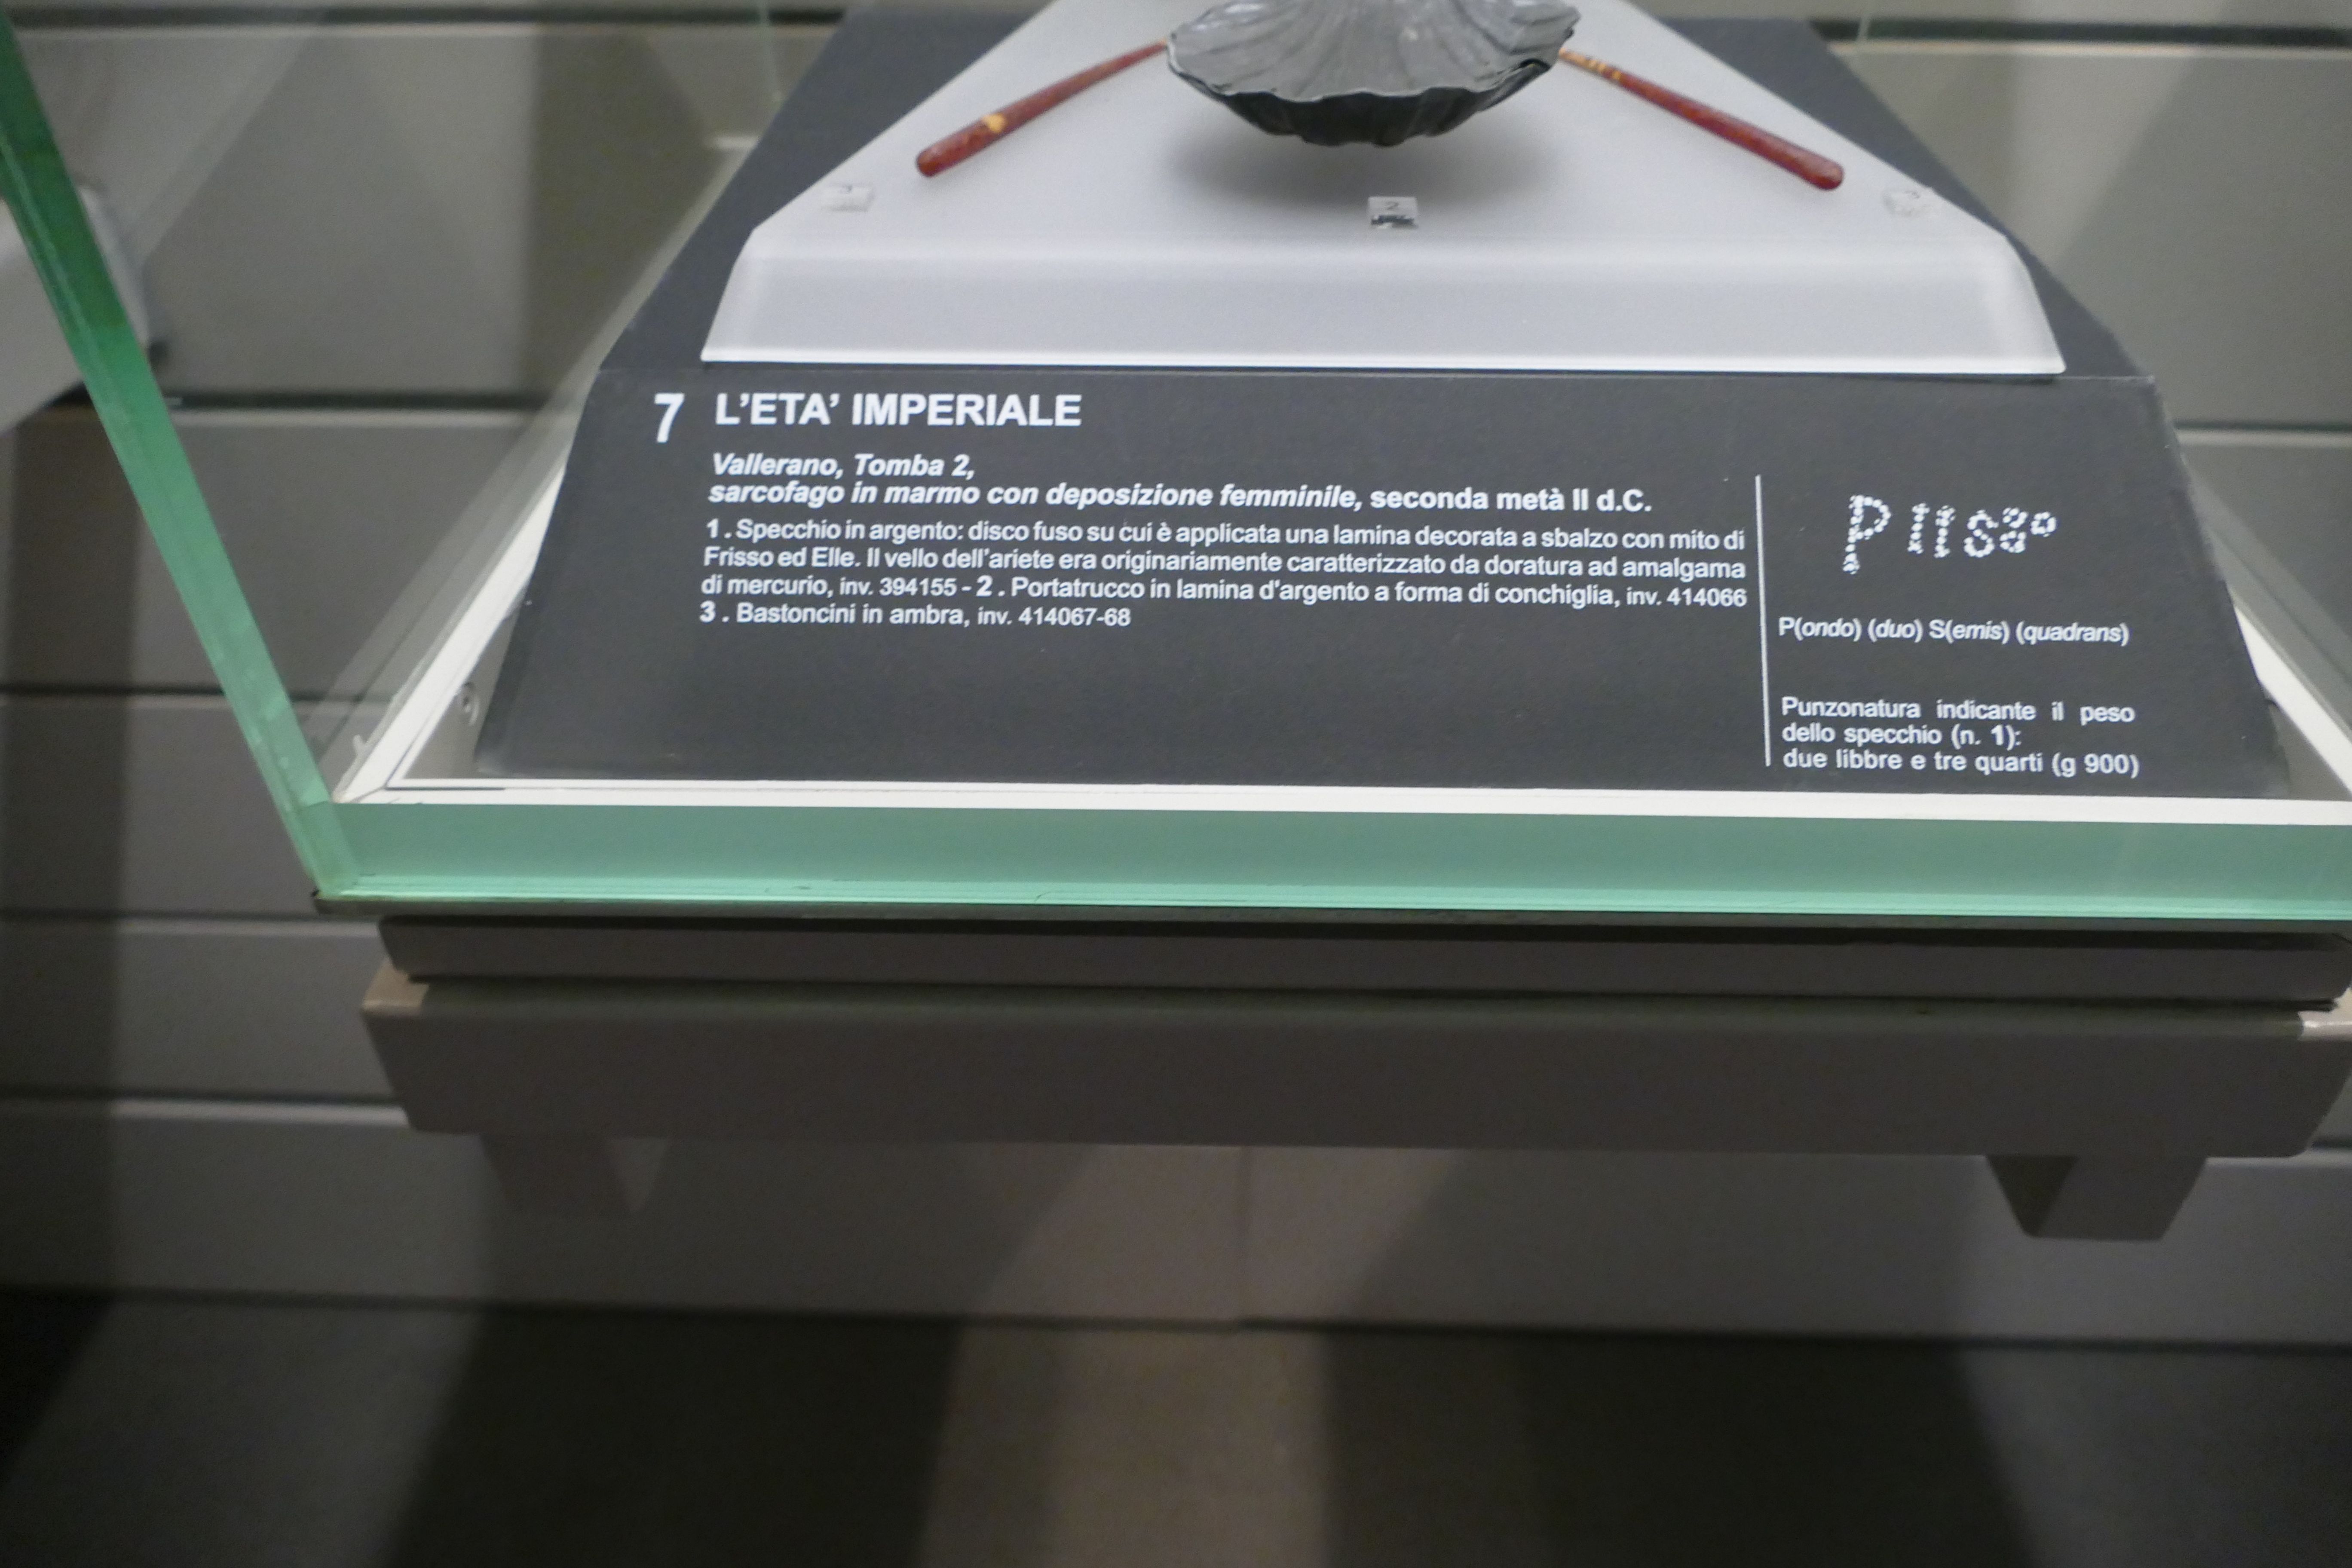 2
7 L'ETA' IMPERIALE
Vallerano, Tomba 2,
sarcofago in marmo con deposizione femminile, seconda metà II d.C.
1. Specchio in argento: disco fuso su cui è applicata una lamina decorata a sbalzo con mito di
Frisso ed Elle. Il vello dell'ariete era originariamente caratterizzato da doratura ad amalgama
di mercurio, inv. 394155 - 2. Portatrucco in lamina d'argento a forma di conchiglia, inv. 414066
3. Bastoncini in ambra, inv. 414067-68
P(ondo) (duo) S(emis) (quadrans)
Punzonatura indicante il peso
dello specchio (n. 1):
due libbre e tre quarti (g 900)